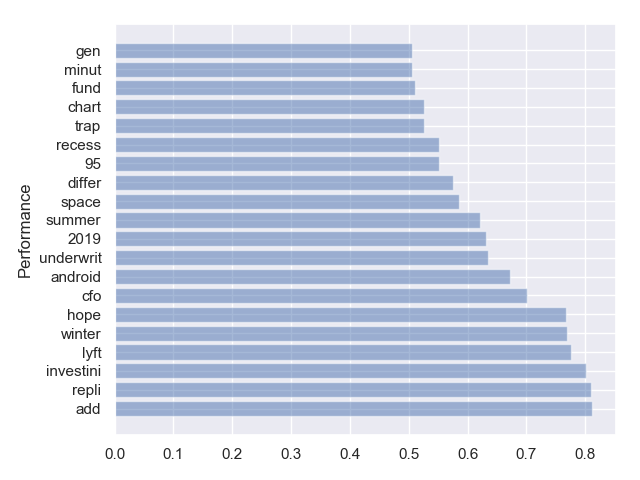 gen
minut
fund
chart
trap
recess
95
differ
space
summer
2019
underwrit
android
cfo
hope
winter
lyft
investini
repli
add
Performance
0.0 0.1 0.2 0.3 0.4 0.5 0.6 0.7 0.8